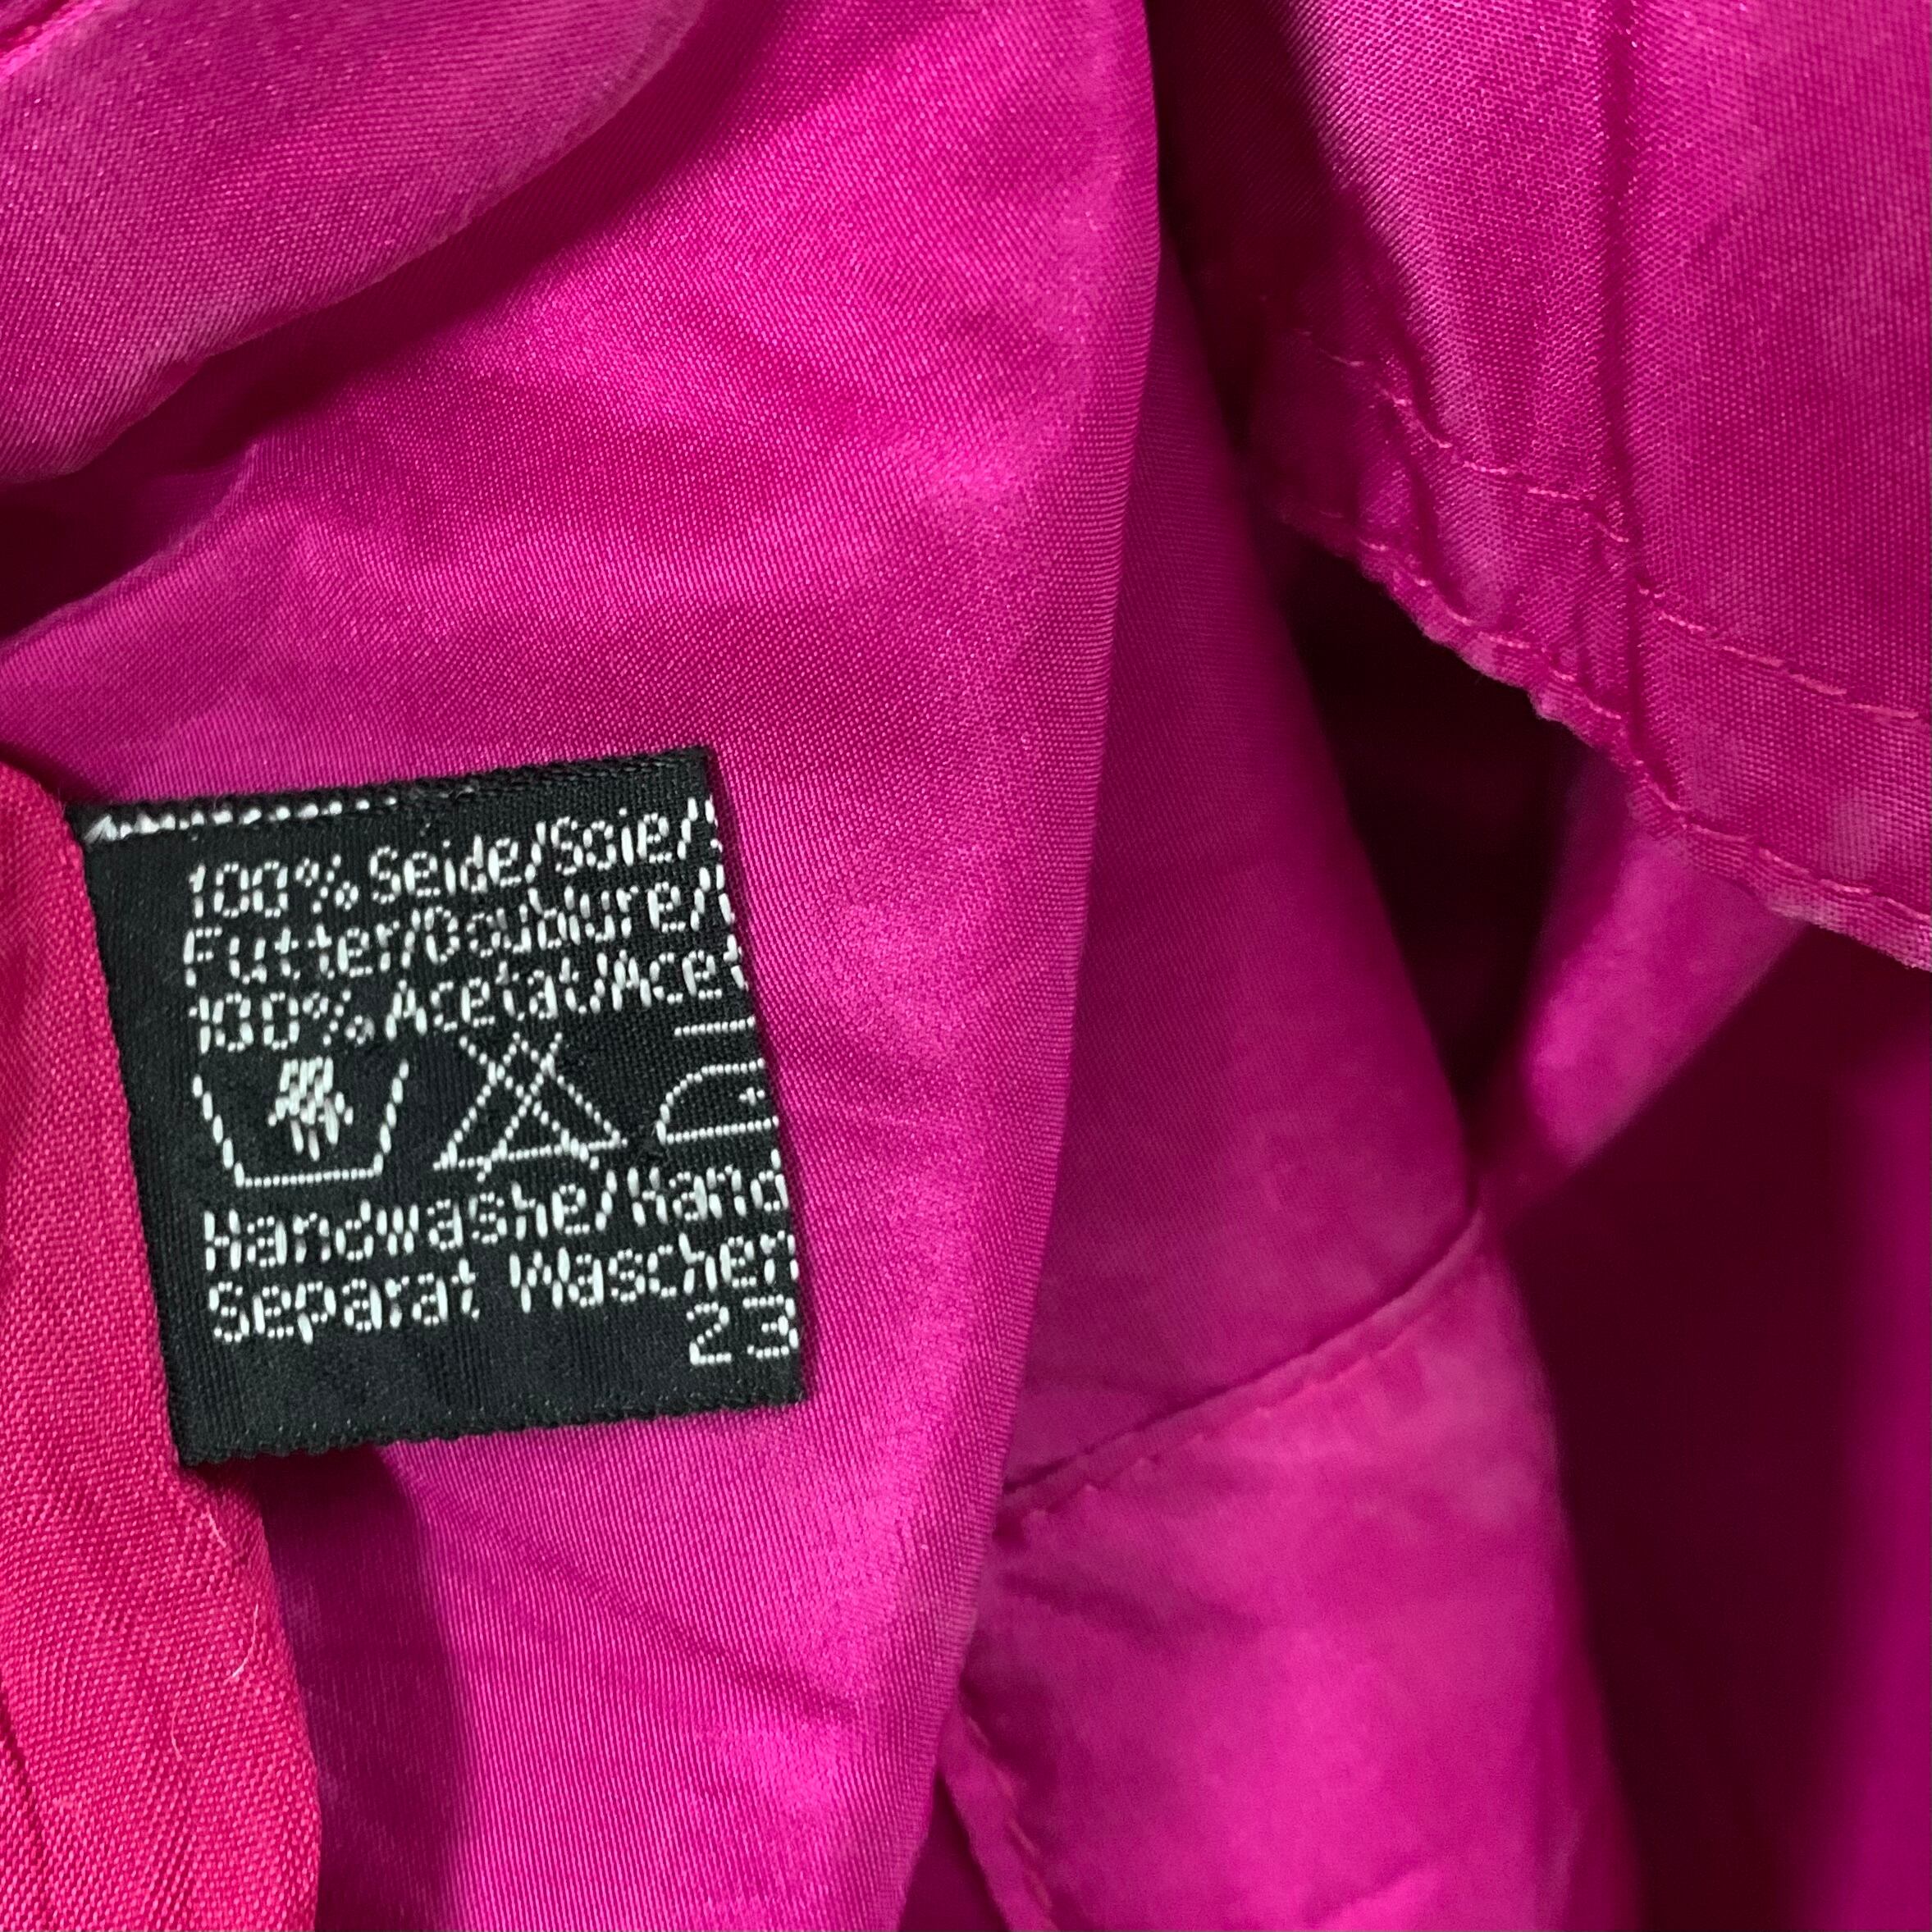 100% Seide/Soie/
Futter/Doublure/
100% Acetat/Acet
Handwashe/Hand
Separat Waschen
23